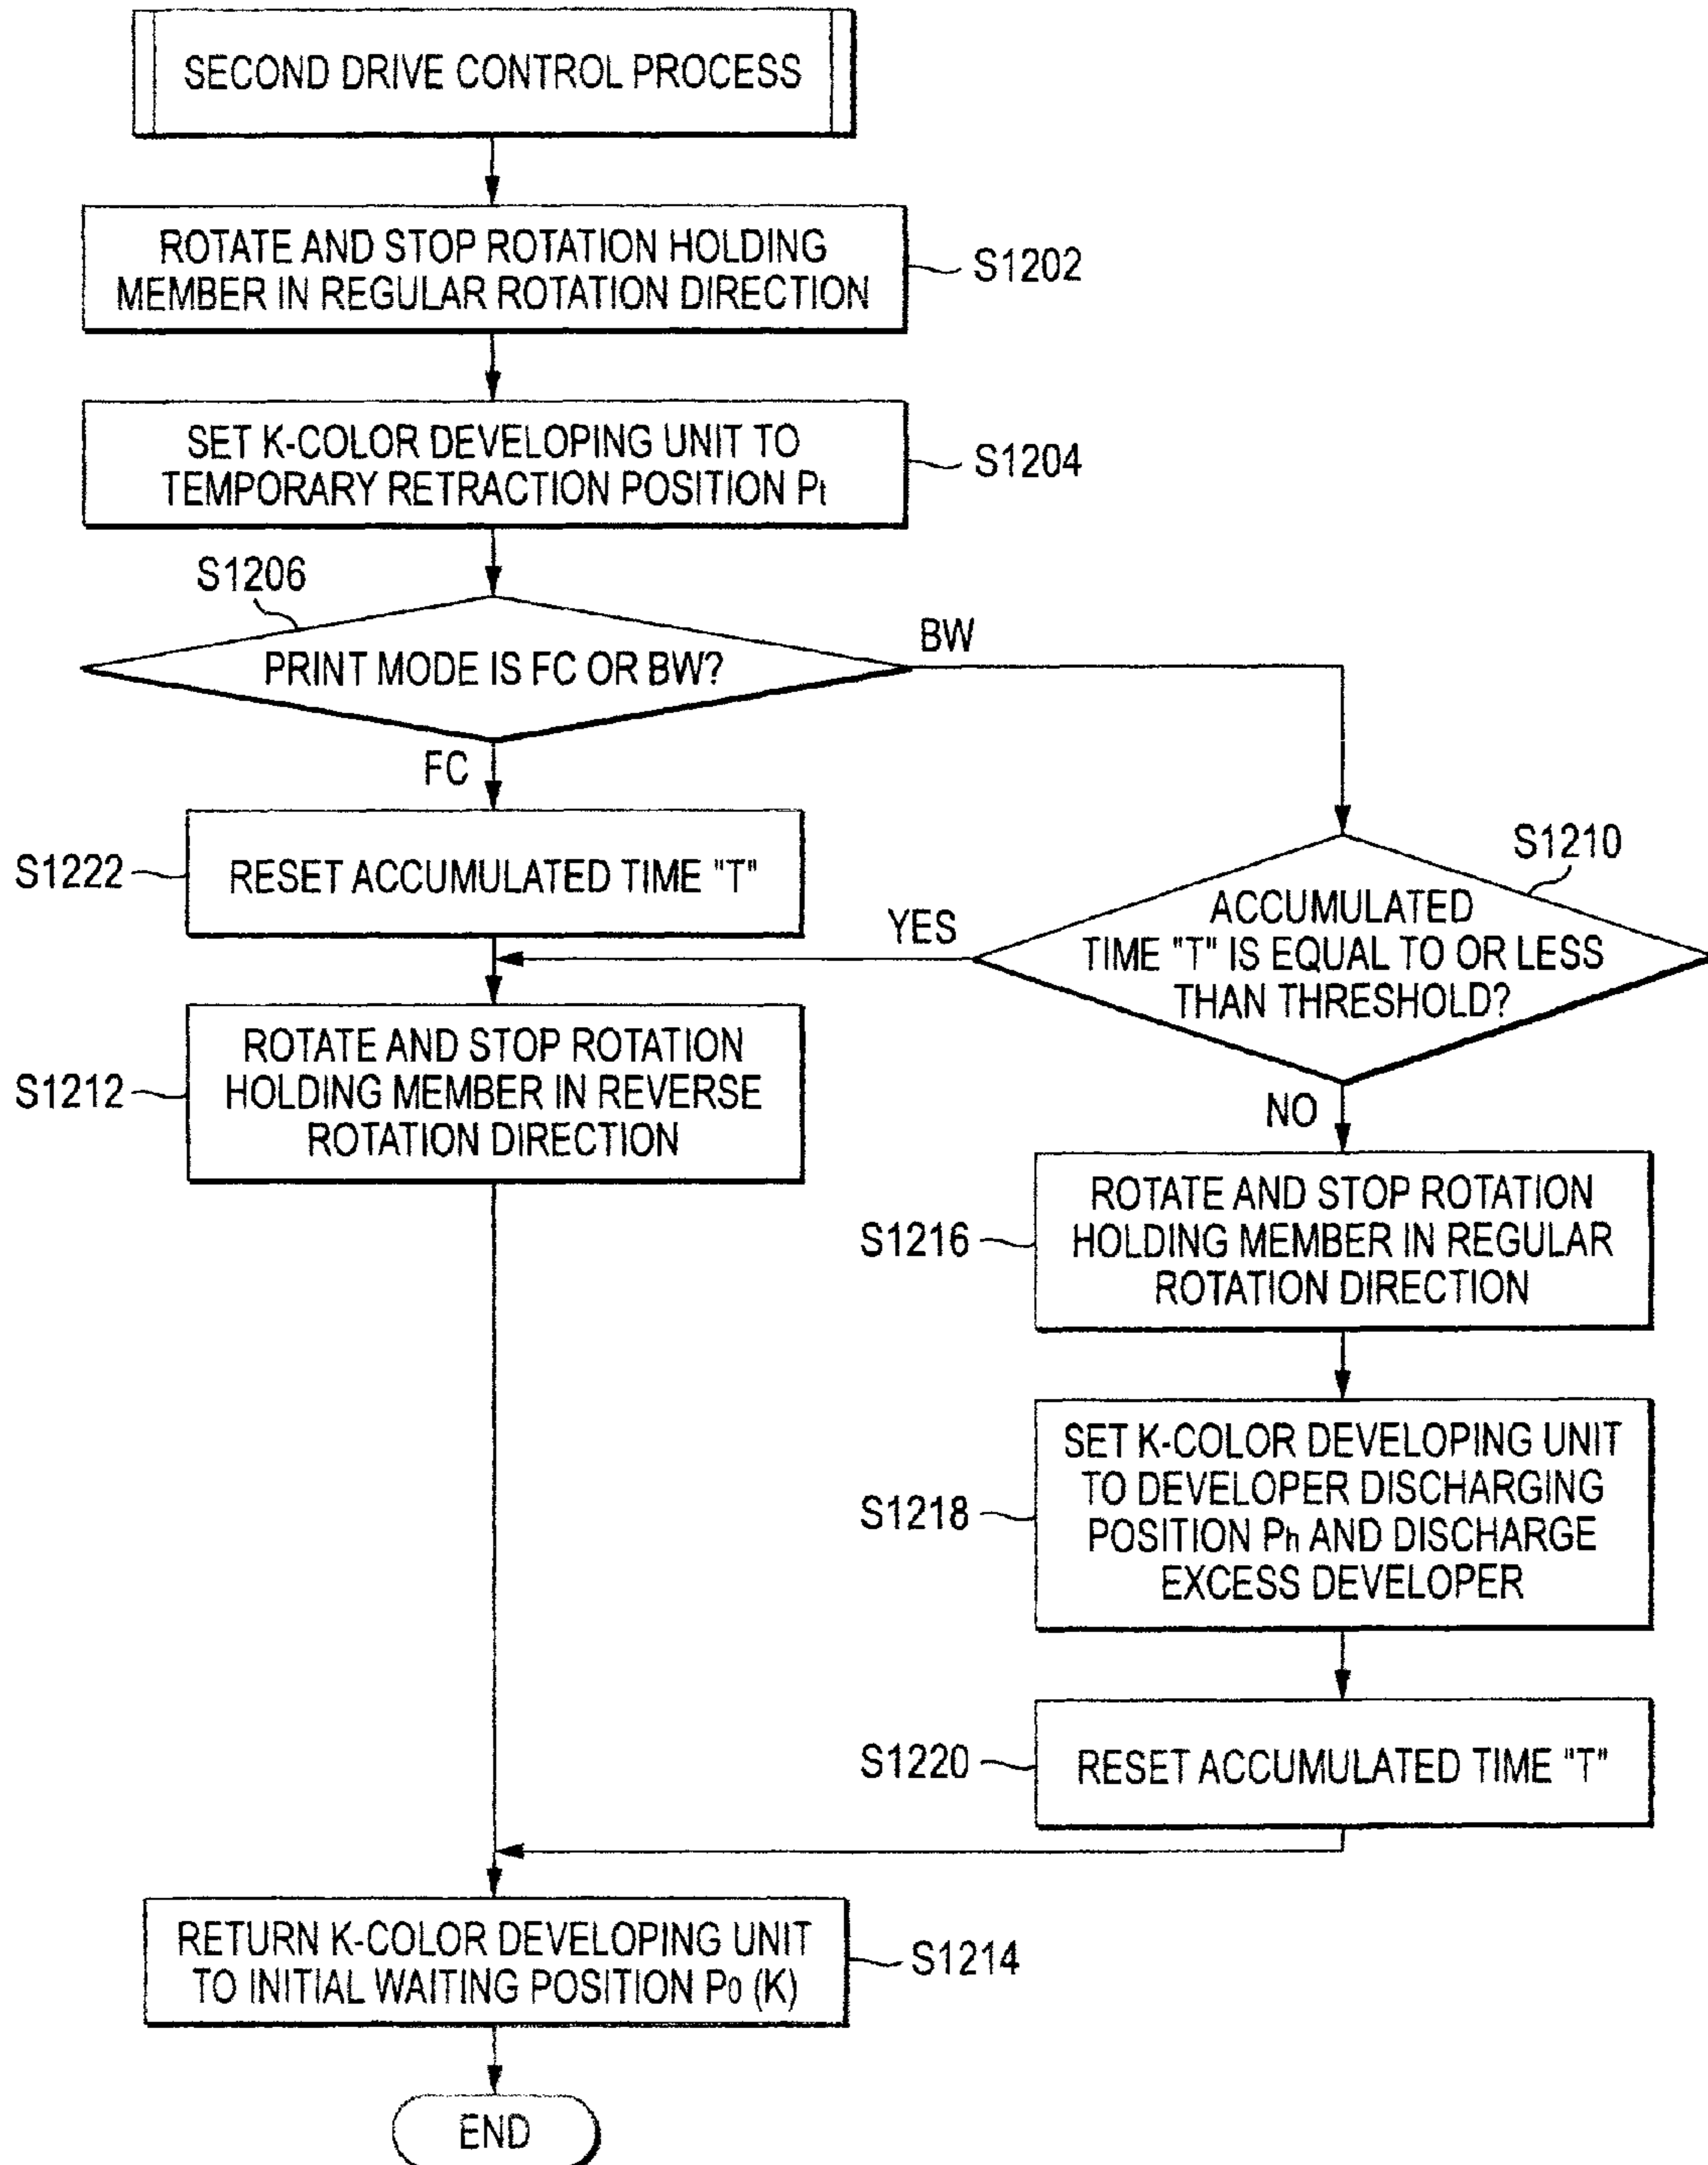 SECOND DRIVE CONTROL PROCESS
ROTATE AND STOP ROTATION HOLDING
MEMBER IN REGULAR ROTATION DIRECTION
S1202
SET K-COLOR DEVELOPING UNIT TO
TEMPORARY RETRACTION POSITION Pt
S1204
S1206
PRINT MODE IS FC OR BW?
BW
FC
S1222
RESET ACCUMULATED TIME "T"
S1210
ACCUMULATED
TIME "T" IS EQUAL TO OR LESS
THAN THRESHOLD?
YES
NO
S1212
ROTATE AND STOP ROTATION
HOLDING MEMBER IN REVERSE
ROTATION DIRECTION
S1216
ROTATE AND STOP ROTATION
HOLDING MEMBER IN REGULAR
ROTATION DIRECTION
S1218
SET K-COLOR DEVELOPING UNIT
TO DEVELOPER DISCHARGING
POSITION Ph AND DISCHARGE
EXCESS DEVELOPER
S1220
RESET ACCUMULATED TIME "T"
RETURN K-COLOR DEVELOPING UNIT
TO INITIAL WAITING POSITION P0 (K)
S1214
END